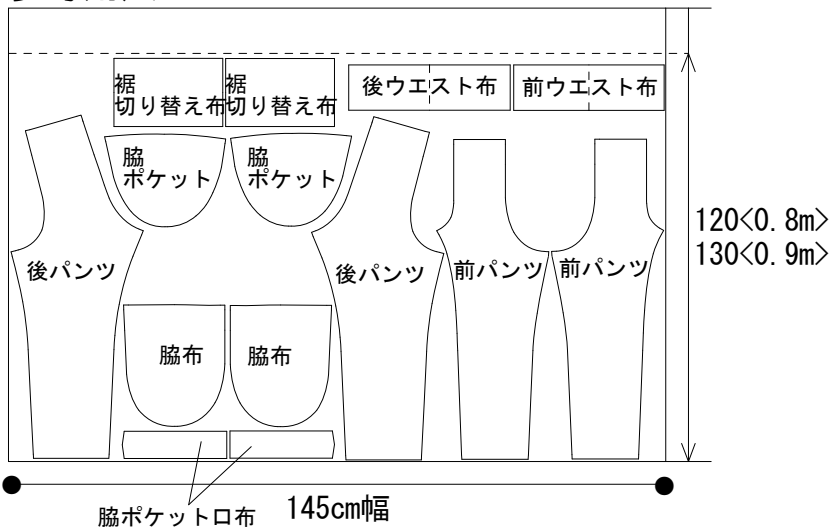 裾
切り替え布
裾
切り替え布
後ウエスト布
前ウエスト布
脇
ポケット
脇
ポケット
120<0.8m>
130<0.9m>
後パンツ
後パンツ
前パンツ
前パンツ
脇布
脇布
脇ポケット口布
145cm幅